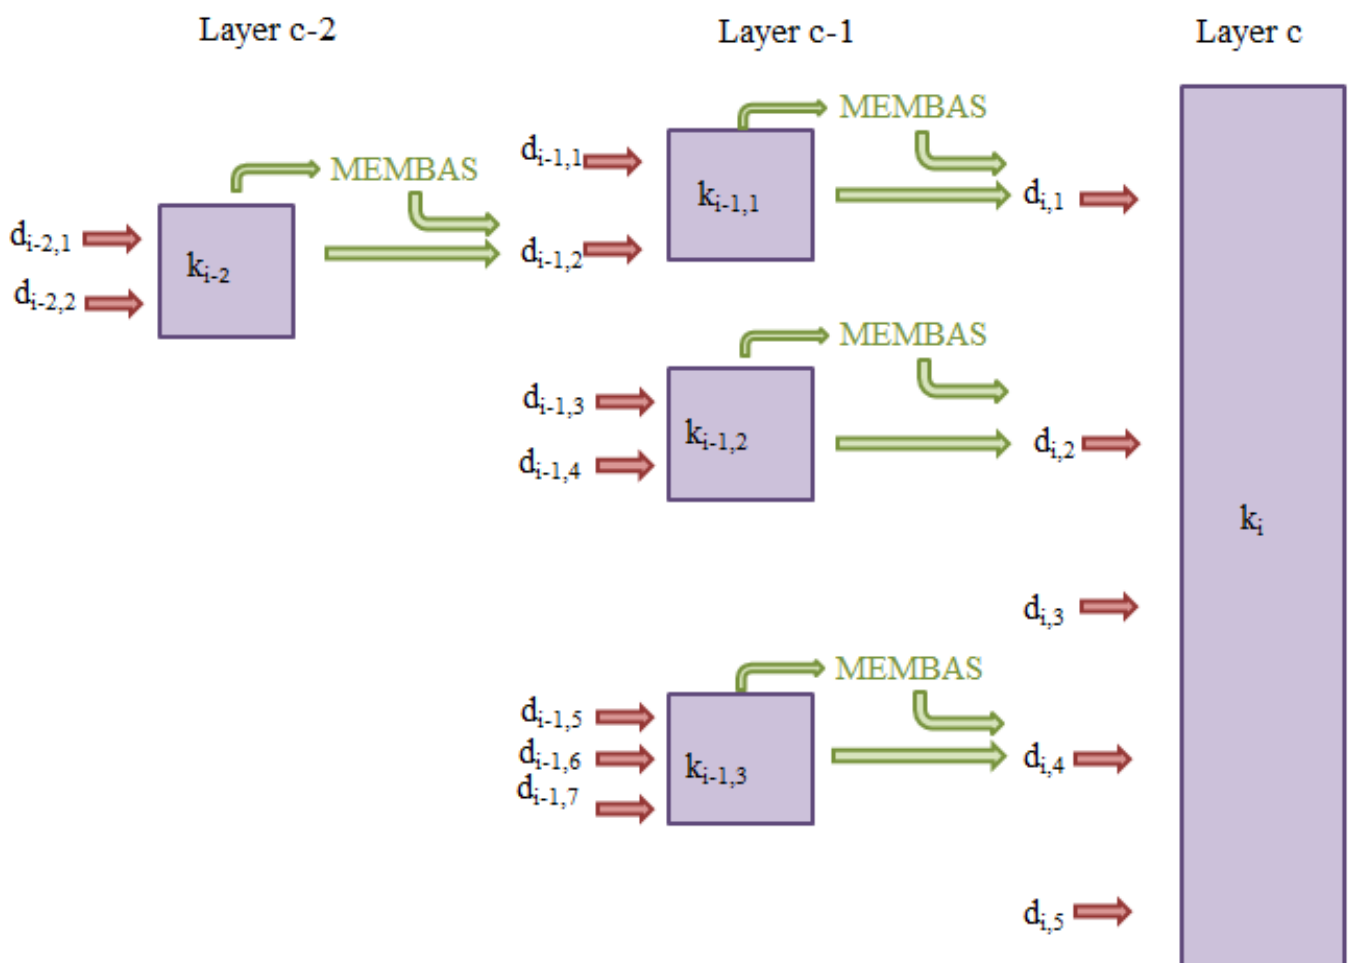 Layer c-2
Layer c-1
Layer c
MEMBAS
d_{i-2,1}
d_{i-2,2}
k_{i-2}
MEMBAS
d_{i-1,1}
d_{i-1,2}
k_{i-1,1}
d_{i,1}
MEMBAS
d_{i-1,3}
d_{i-1,4}
k_{i-1,2}
d_{i,2}
k_i
d_{i,3}
MEMBAS
d_{i-1,5}
d_{i-1,6}
d_{i-1,7}
k_{i-1,3}
d_{i,4}
d_{i,5}